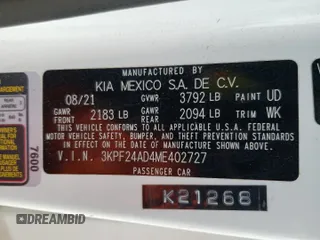 MANUFACTURED BY
KIA MEXICO S.A. DE C.V.
08/21 GVWR 3792 LB PAINT UD
GAWR FRONT 2183 LB GAWR REAR 2094 LB TRIM WK
THIS VEHICLE CONFORMS TO ALL APPLICABLE U.S. FEDERAL
MOTOR VEHICLE SAFETY, BUMPER, AND THEFT PREVENTION
STANDARDS IN EFFECT ON THE DATE OF MANUFACTURE
SHOWN ABOVE.
V.I.N. 3KPF24AD4ME402727
PASSENGER CAR
K21268
7600
© DREAMBID
dreambid.com